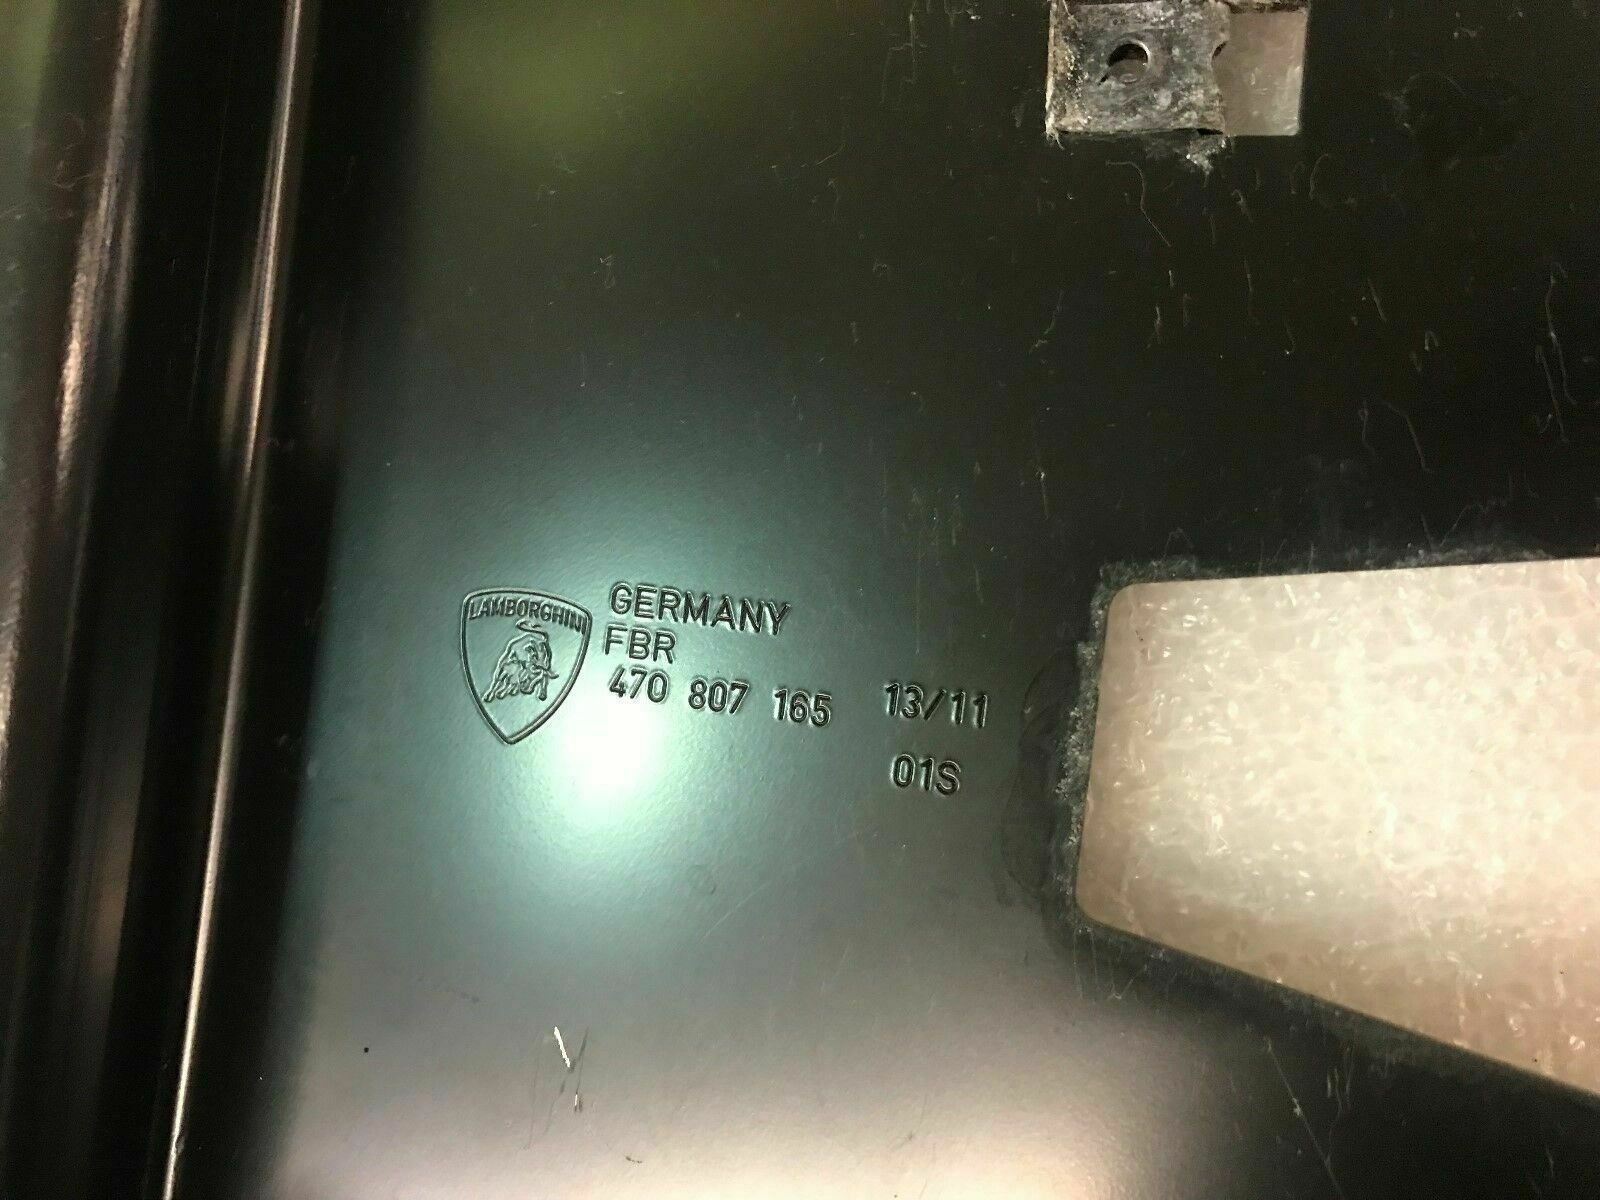 LAMBORGHINI
GERMANY
FBR
470 807 165 13/11
01S